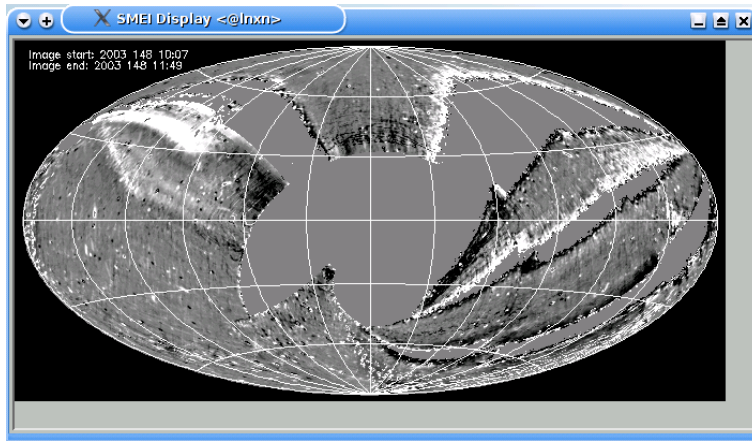 SMEI Display <@lnxn>
Image start: 2003 148 10:07
Image end: 2003 148 11:49